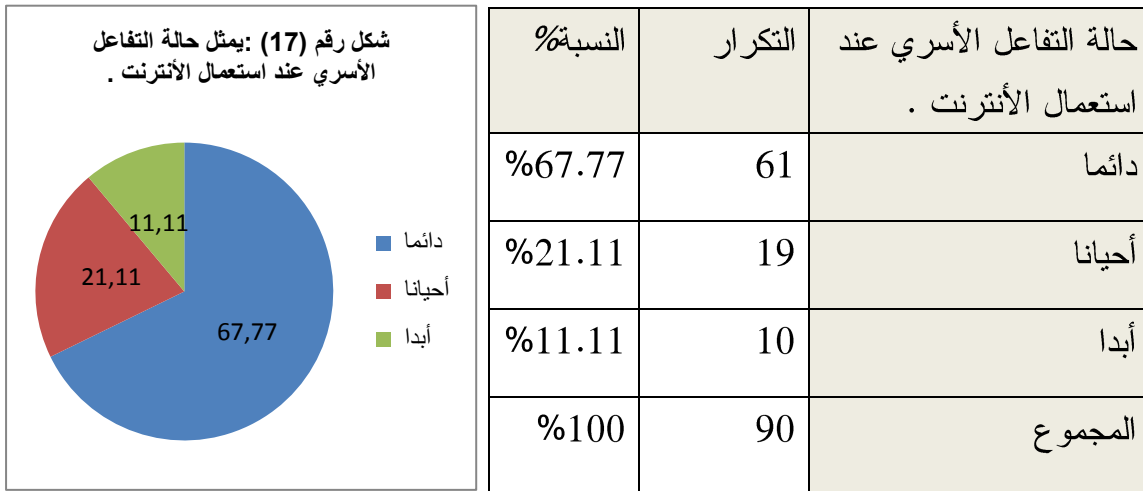 شكل رقم (17) :يمثل حالة التفاعل
الأسري عند استعمال الأنترنت .
11,11
21,11
67,77
دائما
أحيانا
أبدا
حالة التفاعل الأسري عند استعمال الأنترنت . التكرار النسبة%
دائما 61 67.77%
أحيانا 19 21.11%
أبدا 10 11.11%
المجموع 90 100%